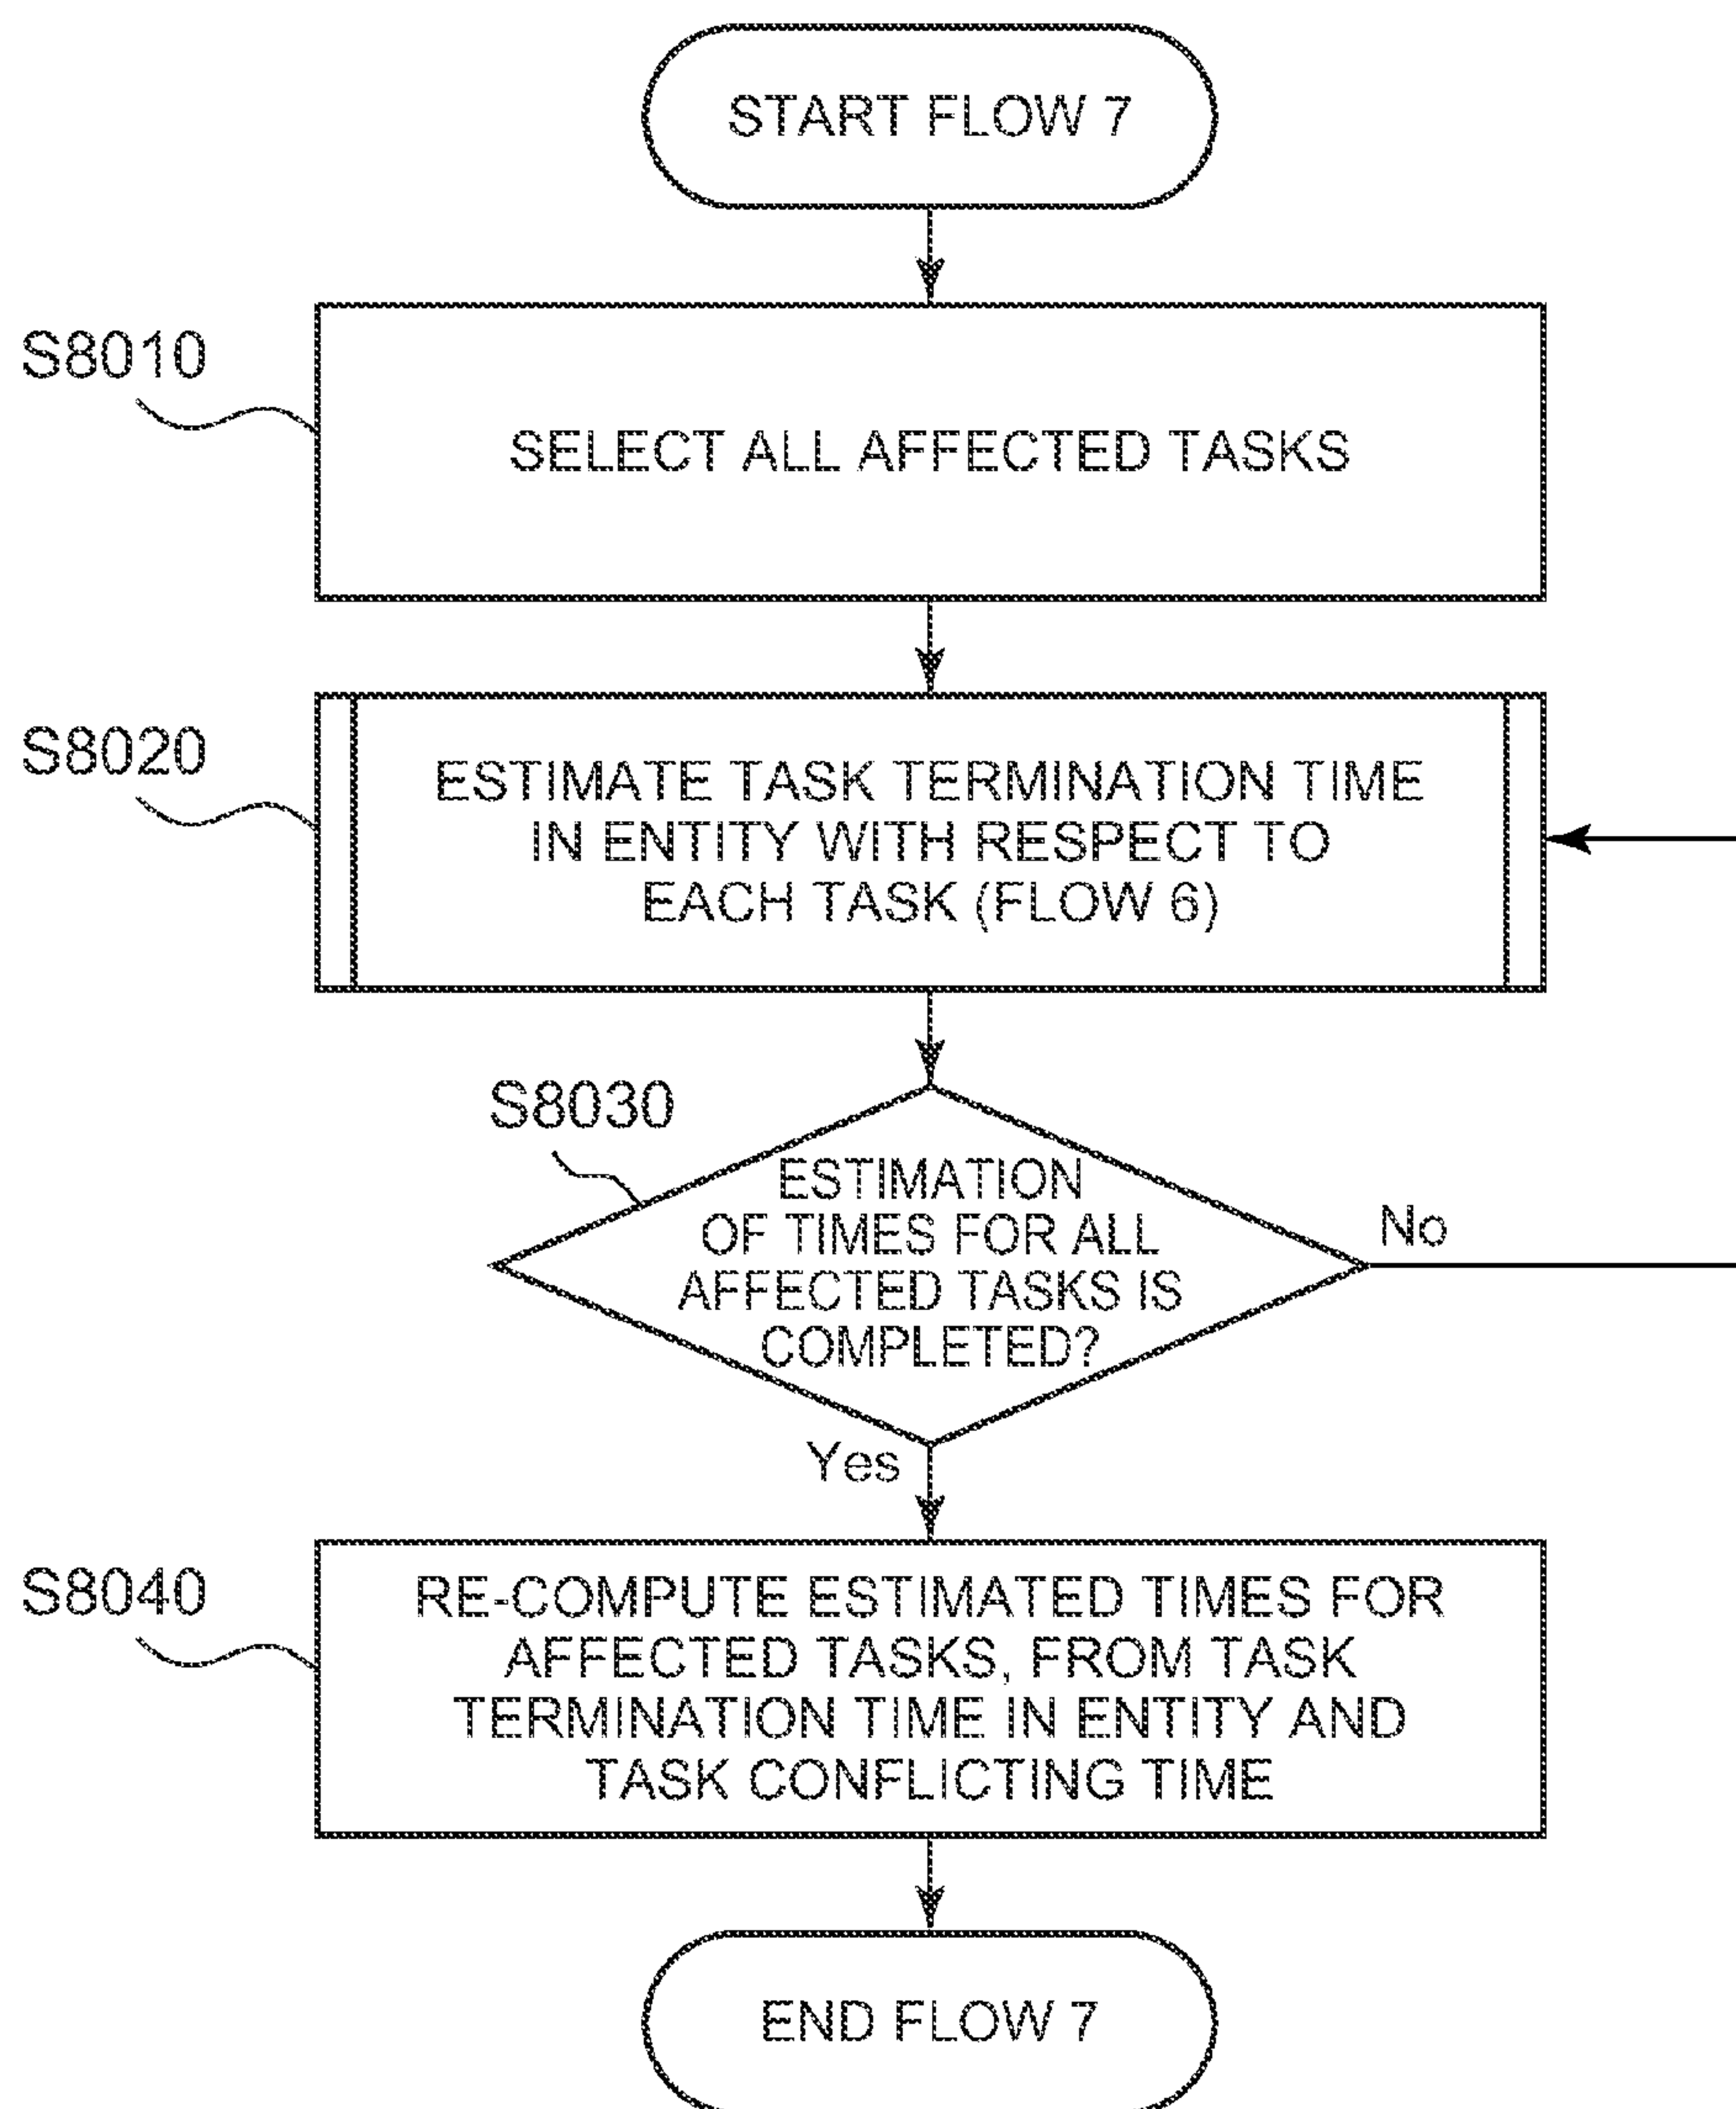 START FLOW 7
S8010
SELECT ALL AFFECTED TASKS
S8020
ESTIMATE TASK TERMINATION TIME
IN ENTITY WITH RESPECT TO
EACH TASK (FLOW 6)
S8030
ESTIMATION
OF TIMES FOR ALL
AFFECTED TASKS IS
COMPLETED?
No
Yes
S8040
RE-COMPUTE ESTIMATED TIMES FOR
AFFECTED TASKS, FROM TASK
TERMINATION TIME IN ENTITY AND
TASK CONFLICTING TIME
END FLOW 7